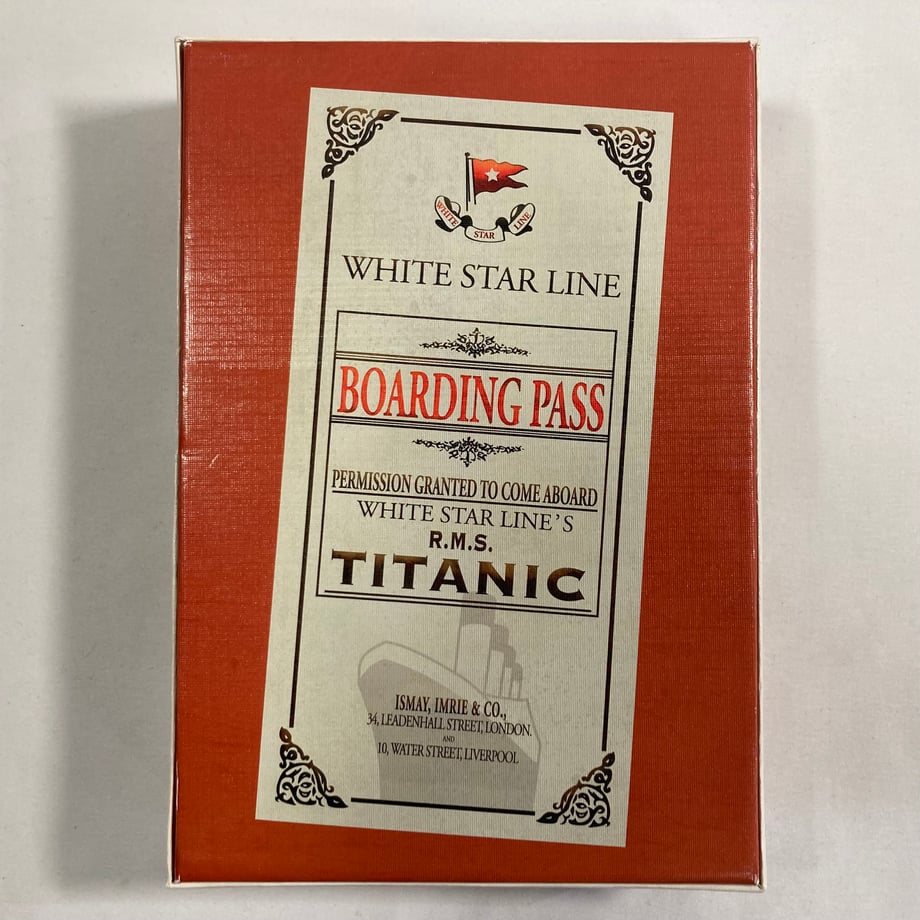 WHITE STAR LINE
WHITE STAR LINE
BOARDING PASS
PERMISSION GRANTED TO COME ABOARD
WHITE STAR LINE'S
R.M.S.
TITANIC
ISMAY, IMRIE & CO.,
34, LEADENHALL STREET, LONDON.
AND
10, WATER STREET, LIVERPOOL